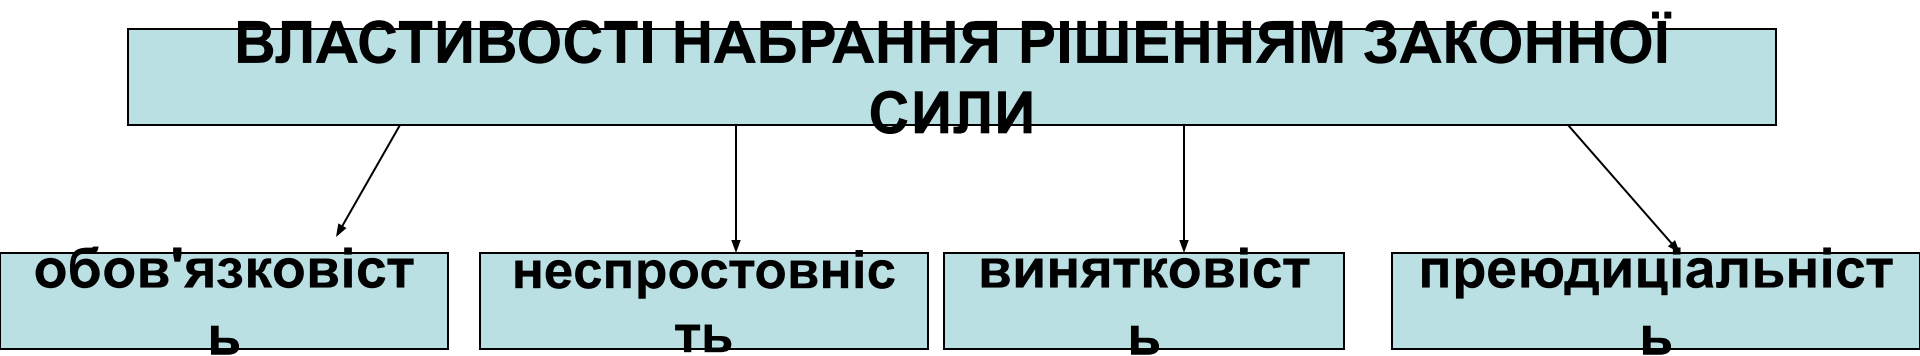 ВЛАСТИВОСТІ НАБРАННЯ РІШЕННЯМ ЗАКОННОЇ
СИЛИ
обов'язковіст
ь
неспростовніс
ть
винятковіст
ь
преюдиціальніст
ь